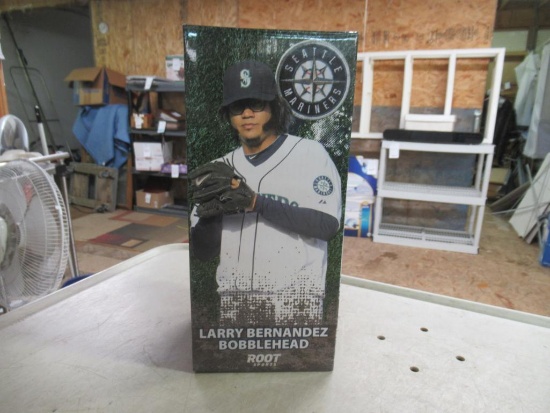 S
SEATTLE
MARINERS
LARRY BERNANDEZ
BOBBLEHEAD
ROOT
SPORTS